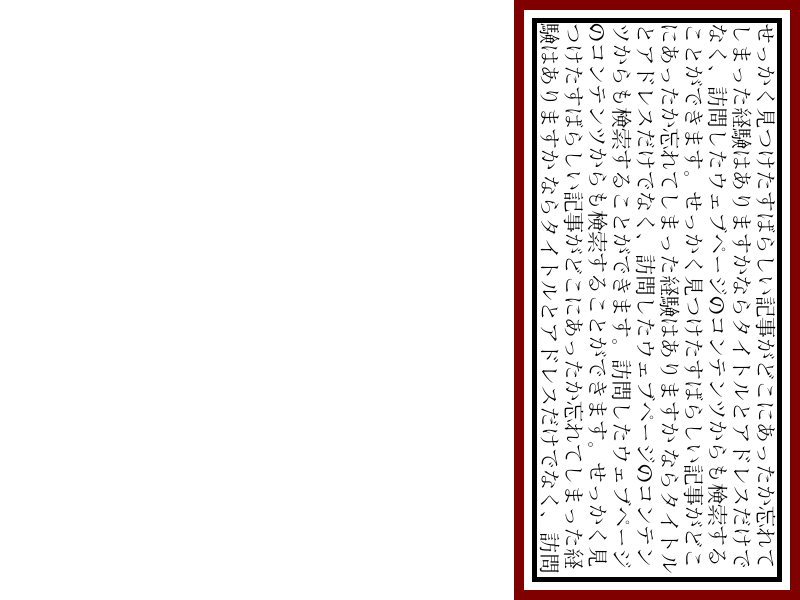 せっかく見つけたすばらしい記事がどこにあったか忘れて
しまった経験はありますかならタイトルとアドレスだけで
なく、訪問したウェブページのコンテンツからも検索する
ことができます。せっかく見つけたすばらしい記事がどこ
にあったか忘れてしまった経験はありますかならタイトル
とアドレスだけでなく、訪問したウェブページのコンテン
ツからも検索することができます。訪問したウェブページ
のコンテンツからも検索することができます。せっかく見
つけたすばらしい記事がどこにあったか忘れてしまった経
験はありますかならタイトルとアドレスだけでなく、訪問